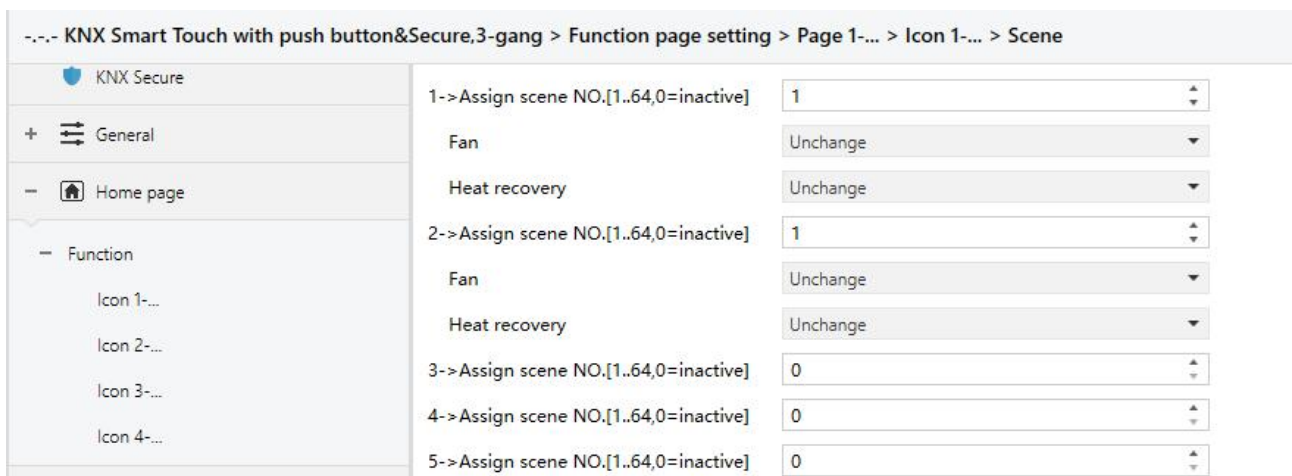 -.-.- KNX Smart Touch with push button&Secure,3-gang > Function page setting > Page 1-... > Icon 1-... > Scene
KNX Secure
+ General
− Home page
− Function
Icon 1-...
Icon 2-...
Icon 3-...
Icon 4-...
1->Assign scene NO.[1..64,0=inactive] 1
Fan Unchange
Heat recovery Unchange
2->Assign scene NO.[1..64,0=inactive] 1
Fan Unchange
Heat recovery Unchange
3->Assign scene NO.[1..64,0=inactive] 0
4->Assign scene NO.[1..64,0=inactive] 0
5->Assign scene NO.[1..64,0=inactive] 0